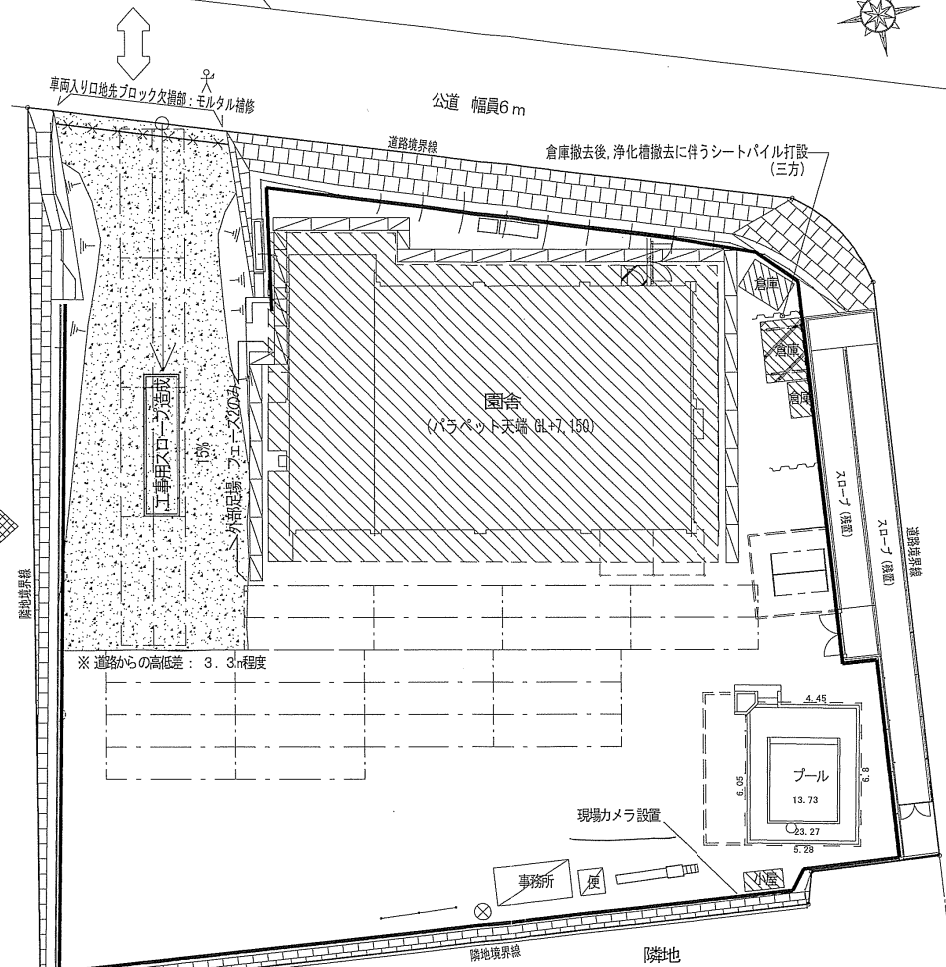 車両入り口地先ブロック欠損部：モルタル補修
公道　幅員6ｍ
道路境界線
倉庫撤去後，浄化槽撤去に伴うシートパイル打設
（三方）
倉庫
倉庫
倉庫
園舎
(パラペット天端 GL+7,150)
工事用スロープ造成
15%
外部足場　フェーズ2のみ
スロープ（残置）
スロープ（残置）
道路境界線
隣地境界線
※ 道路からの高低差： ３．３ｍ程度
4.45
プール
6.05
6.8
13.73
23.27
5.28
現場カメラ設置
事務所
便
小屋
隣地境界線
隣地